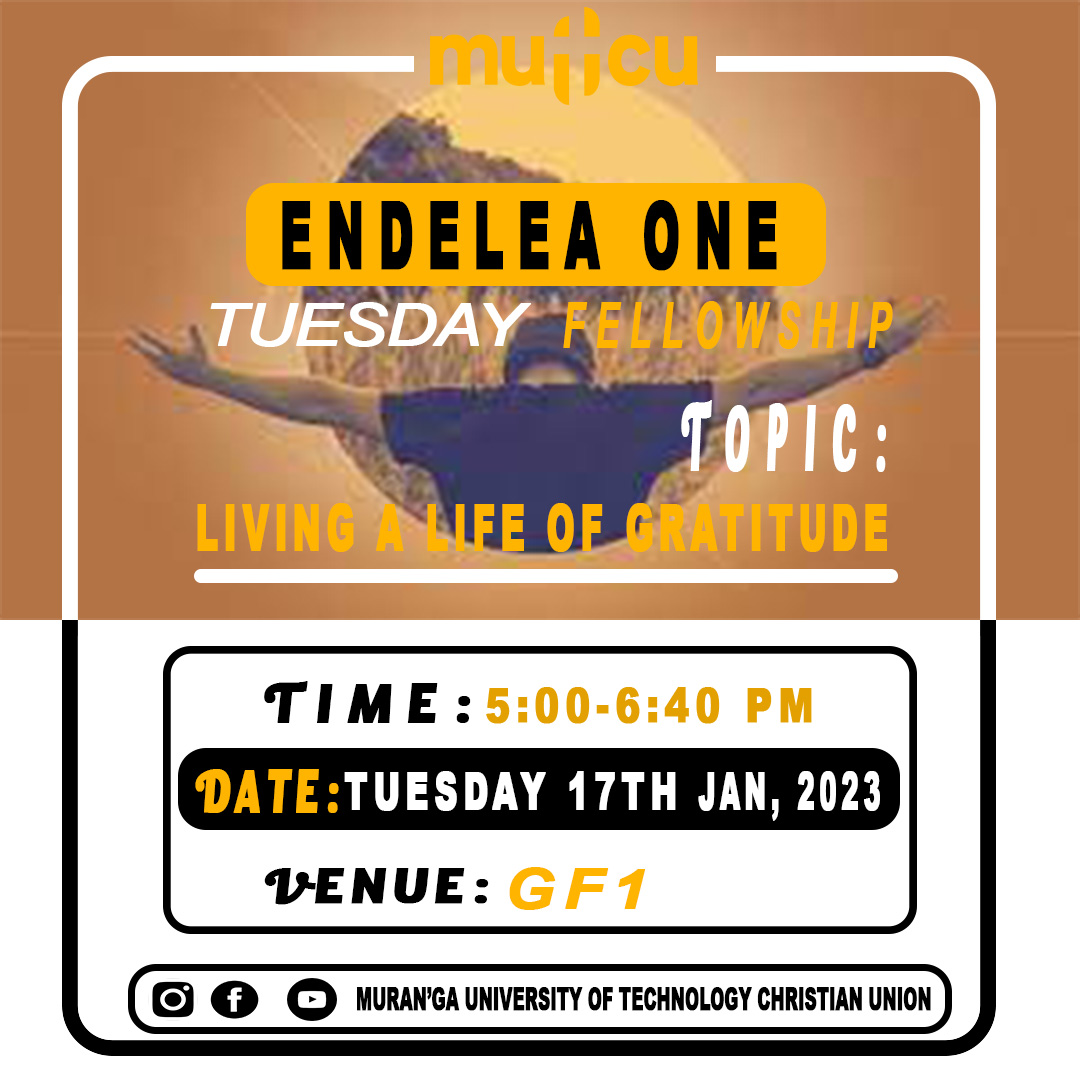 muttcu
ENDELEA ONE
TUESDAY FELLOWSHIP
TOPIC:
LIVING A LIFE OF GRATITUDE
TIME: 5:00-6:40 PM
DATE:TUESDAY 17TH JAN, 2023
VENUE: GF1
MURAN'GA UNIVERSITY OF TECHNOLOGY CHRISTIAN UNION